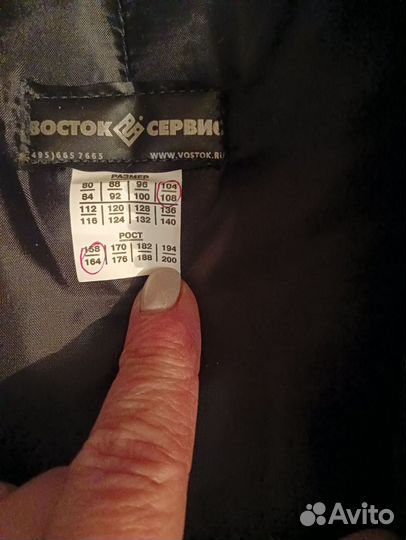 ВОСТОК СЕРВИС
495)665 7665 WWW.VOSTOK.RU
РАЗМЕР
80 88 96 104
84 92 100 108
112 120 128 136
116 124 132 140
РОСТ
158 170 182 194
164 176 188 200
Avito